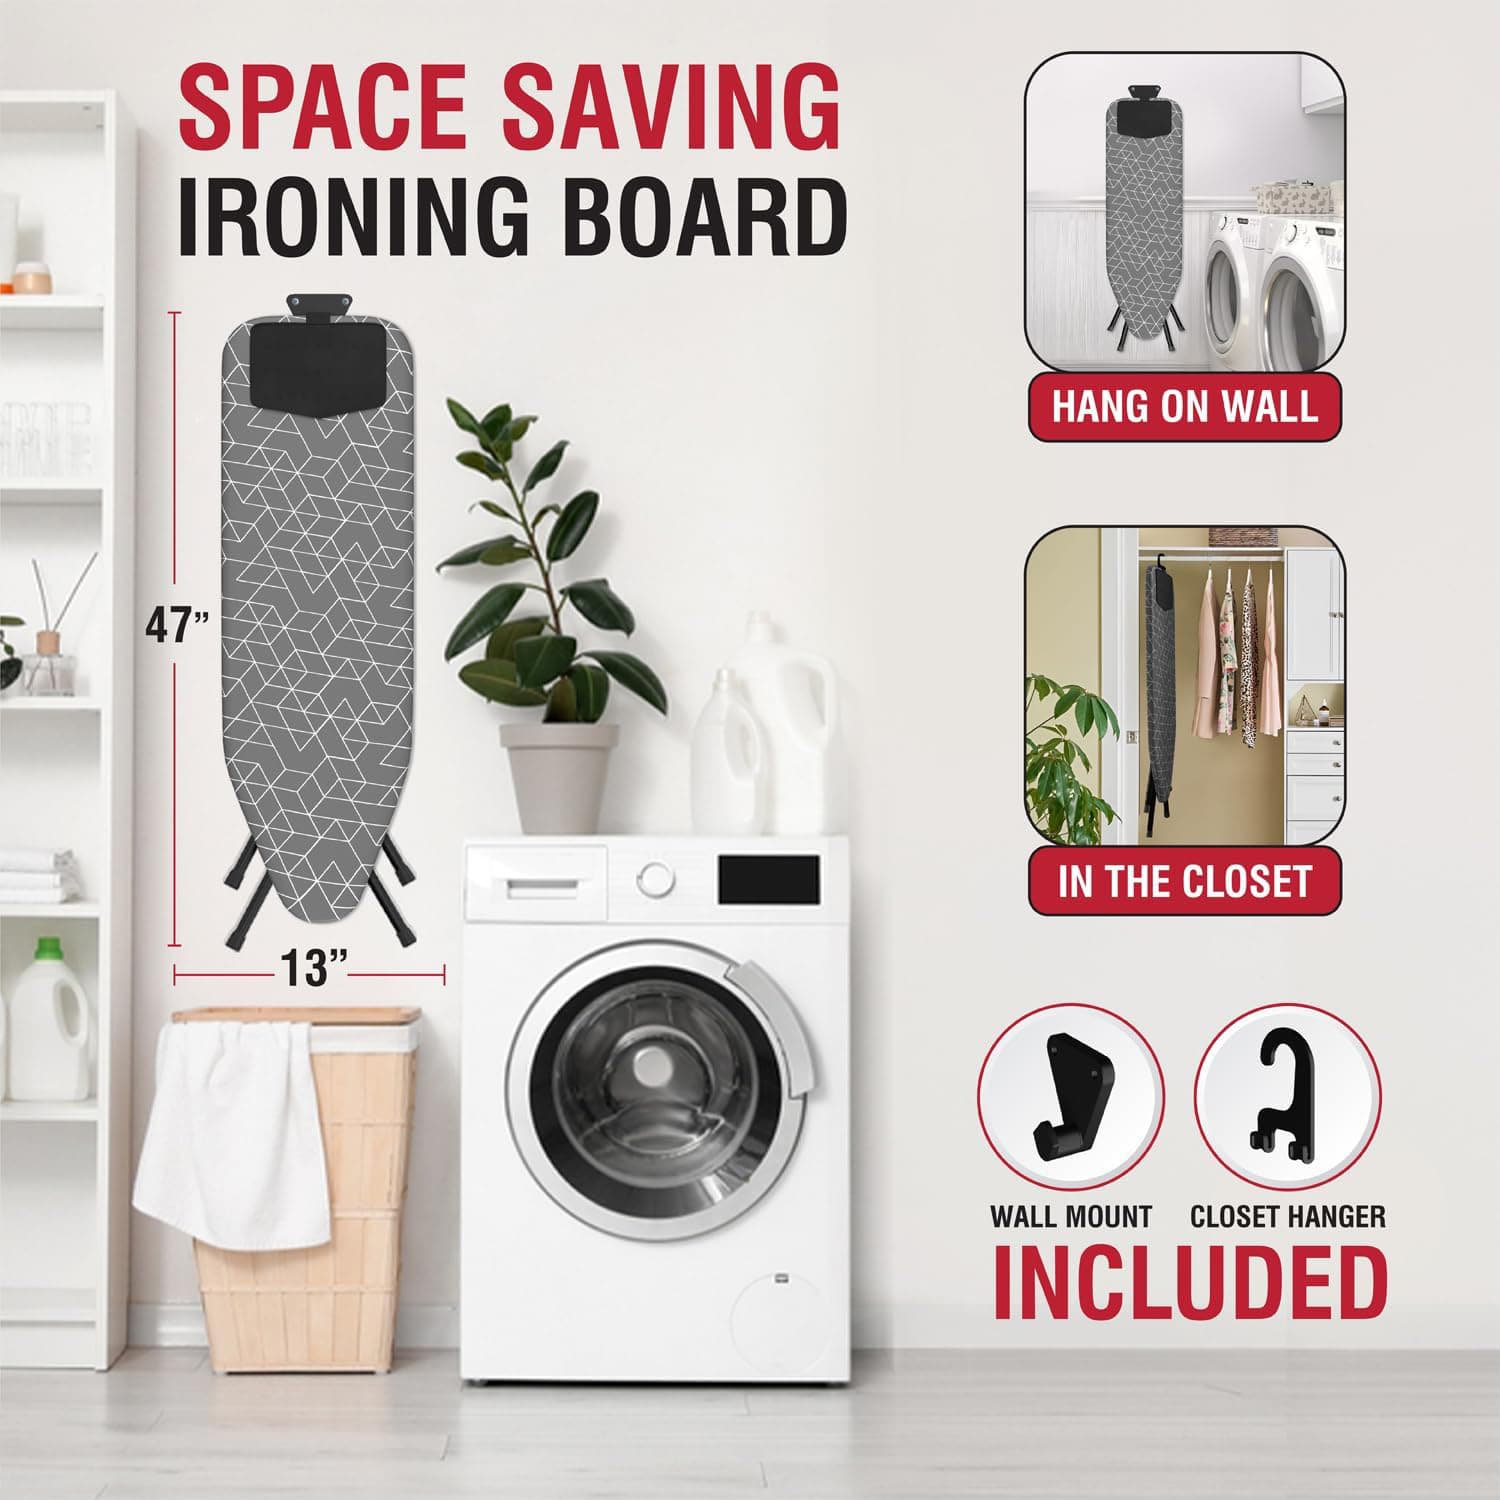 SPACE SAVING
IRONING BOARD
47”
13”
HANG ON WALL
IN THE CLOSET
WALL MOUNT
CLOSET HANGER
INCLUDED